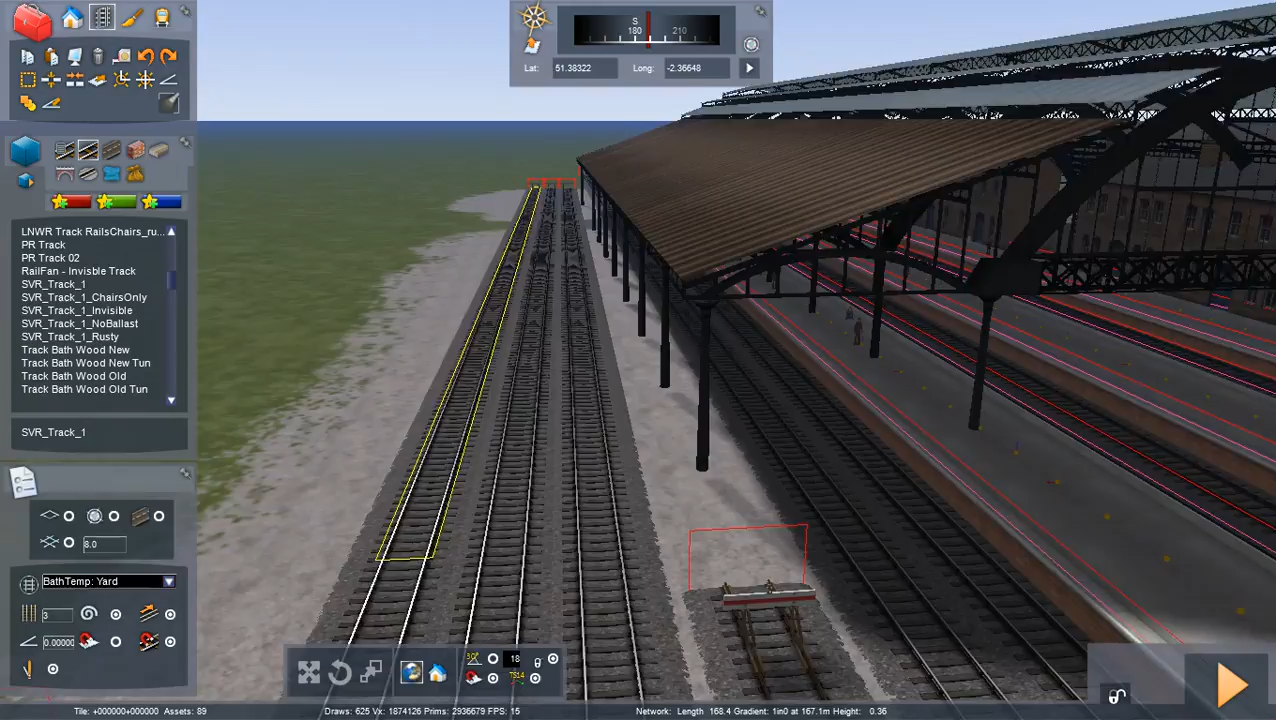 S
180
210
Lat:
51.38322
Long:
-2.36648
LNWR Track RailsChairs_ru...
PR Track
PR Track 02
RailFan - Invisble Track
SVR_Track_1
SVR_Track_1_ChairsOnly
SVR_Track_1_Invisible
SVR_Track_1_NoBallast
SVR_Track_1_Rusty
Track Bath Wood New
Track Bath Wood New Tun
Track Bath Wood Old
Track Bath Wood Old Tun
SVR_Track_1
8.0
BathTemp: Yard
3
0.00000
30°
18
TS14
Tile: +000000+000000 Assets: 89
Draws: 625 Vx: 1874126 Prims: 2936679 FPS: 15
Network: Length 168.4 Gradient: 1in0 at 167.1m Height: 0.36